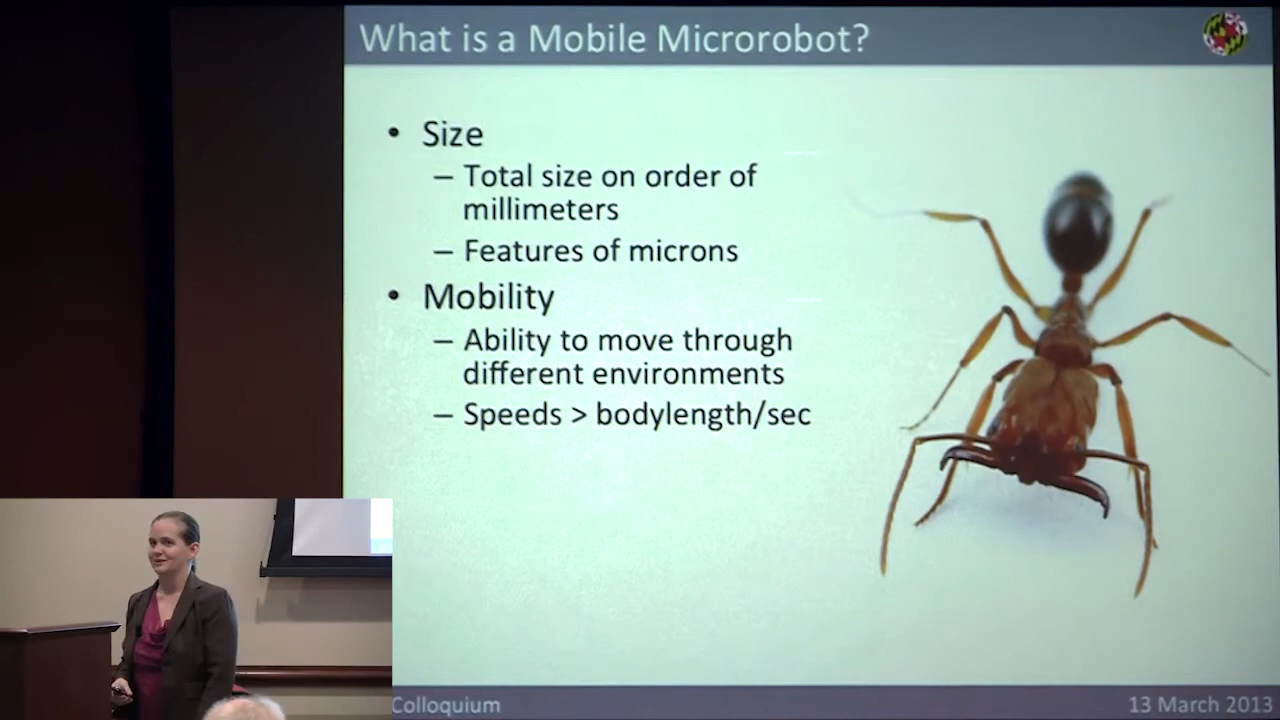 What is a Mobile Microrobot?
• Size
– Total size on order of
millimeters
– Features of microns
• Mobility
– Ability to move through
different environments
– Speeds > bodylength/sec
Colloquium
13 March 2013